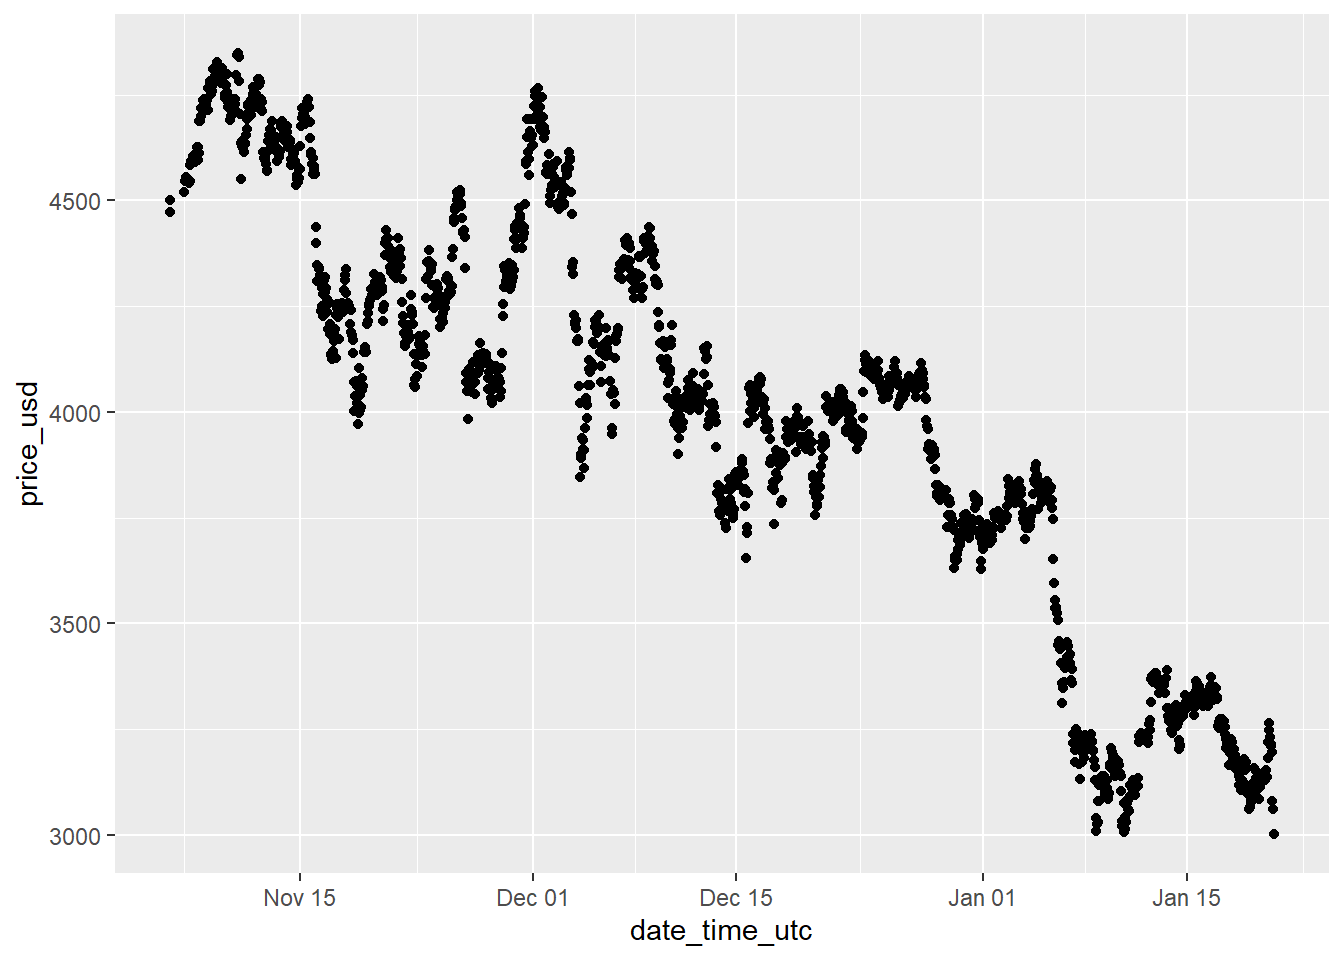 price_usd
4500
4000
3500
3000
Nov 15
Dec 01
Dec 15
Jan 01
Jan 15
date_time_utc